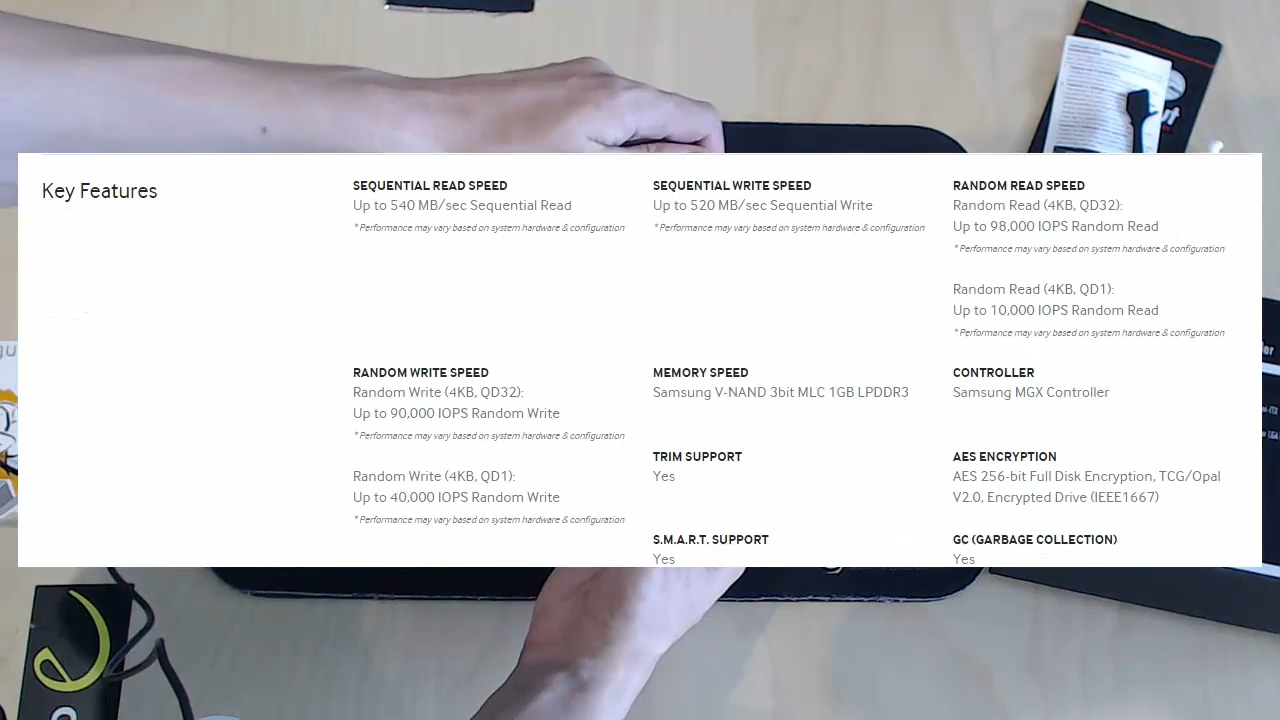 Key Features
SEQUENTIAL READ SPEED
Up to 540 MB/sec Sequential Read
* Performance may vary based on system hardware & configuration
SEQUENTIAL WRITE SPEED
Up to 520 MB/sec Sequential Write
* Performance may vary based on system hardware & configuration
RANDOM READ SPEED
Random Read (4KB, QD32):
Up to 98,000 IOPS Random Read
* Performance may vary based on system hardware & configuration
Random Read (4KB, QD1):
Up to 10,000 IOPS Random Read
* Performance may vary based on system hardware & configuration
RANDOM WRITE SPEED
Random Write (4KB, QD32):
Up to 90,000 IOPS Random Write
* Performance may vary based on system hardware & configuration
Random Write (4KB, QD1):
Up to 40,000 IOPS Random Write
* Performance may vary based on system hardware & configuration
MEMORY SPEED
Samsung V-NAND 3bit MLC 1GB LPDDR3
CONTROLLER
Samsung MGX Controller
TRIM SUPPORT
Yes
AES ENCRYPTION
AES 256-bit Full Disk Encryption, TCG/Opal
V2.0, Encrypted Drive (IEEE1667)
S.M.A.R.T. SUPPORT
Yes
GC (GARBAGE COLLECTION)
Yes